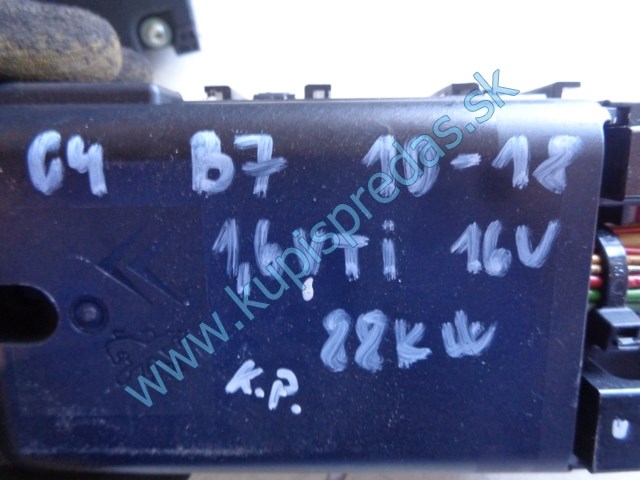 C4 B7 10-18
1,6 VTi 16V
88KW
K.P.
www.kupispredas.sk